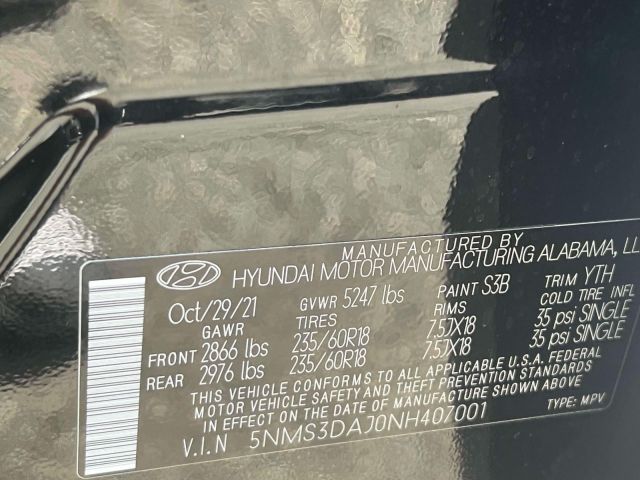 MANUFACTURED BY
HYUNDAI MOTOR MANUFACTURING ALABAMA, LL
Oct/29/21 GVWR 5247 lbs PAINT S3B TRIM YTH
GAWR TIRES RIMS COLD TIRE INFL
FRONT 2866 lbs 235/60R18 7.5JX18 35 psi SINGLE
REAR 2976 lbs 235/60R18 7.5JX18 35 psi SINGLE
THIS VEHICLE CONFORMS TO ALL APPLICABLE U.S.A. FEDERAL
MOTOR VEHICLE SAFETY AND THEFT PREVENTION STANDARDS
IN EFFECT ON THE DATE OF MANUFACTURE SHOWN ABOVE
V.I.N 5NMS3DAJ0NH407001 TYPE: MPV